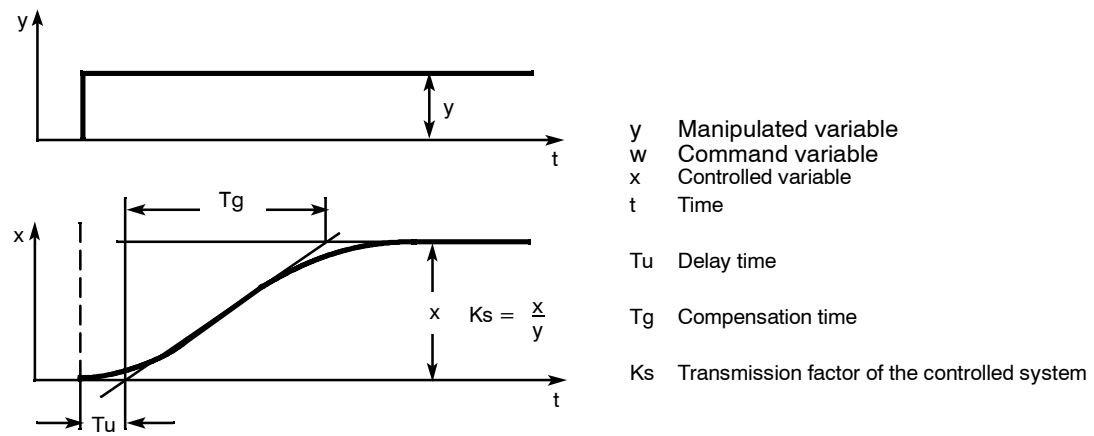 y
y
t
Tg
x
x
Ks = x/y
t
Tu
y Manipulated variable
w Command variable
x Controlled variable
t Time
Tu Delay time
Tg Compensation time
Ks Transmission factor of the controlled system